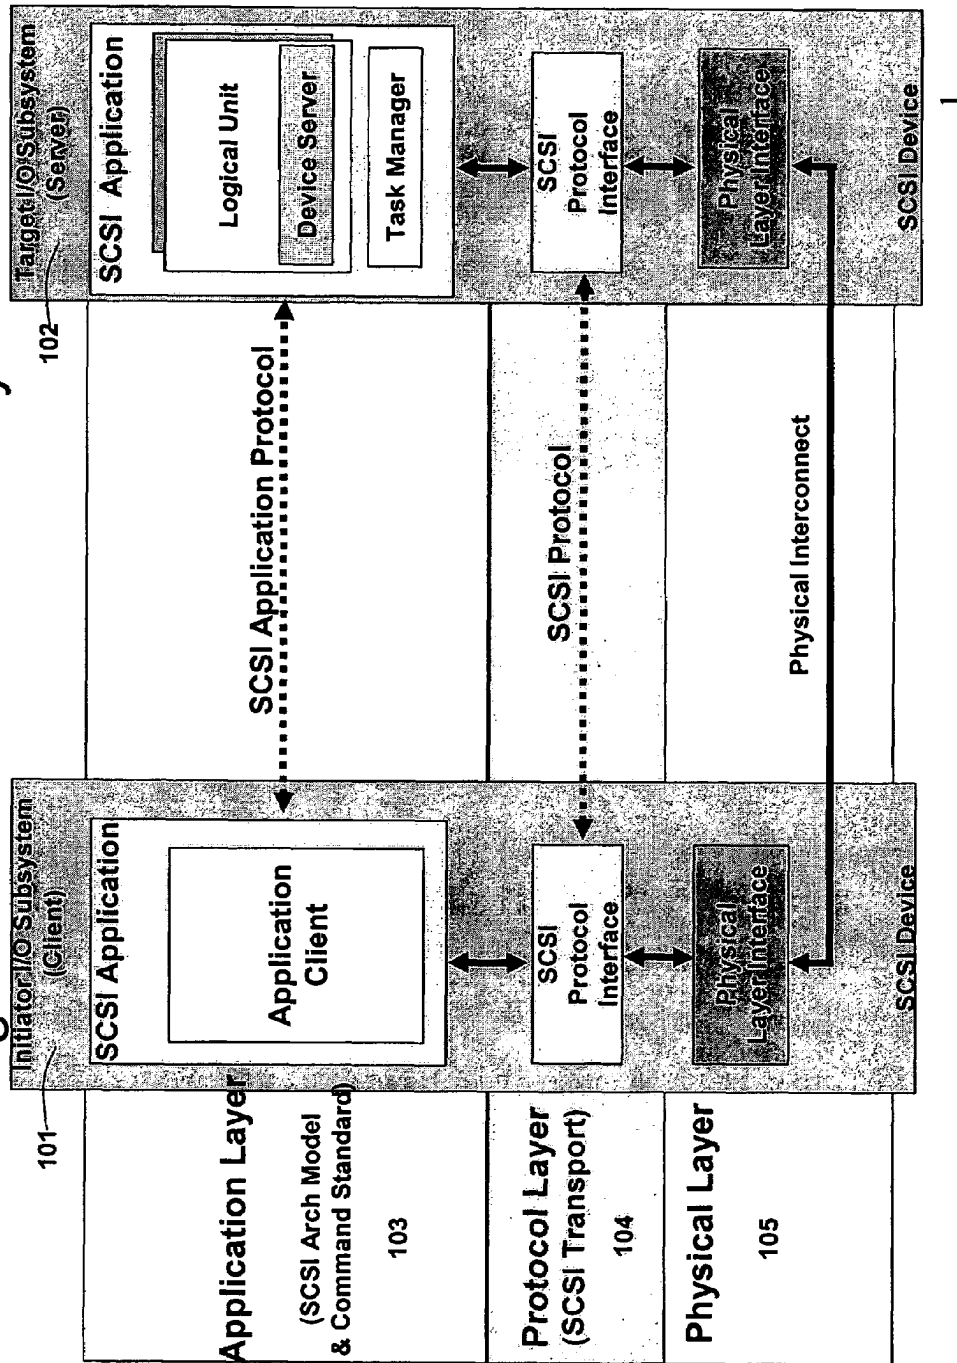 Initiator I/O Subsystem
(Client)
101
SCSI Application
Application
Client
SCSI
Protocol
Interface
Physical
Layer Interface
SCSI Device
Target I/O Subsystem
(Server)
102
SCSI Application
Logical Unit
Device Server
Task Manager
SCSI
Protocol
Interface
Physical
Layer Interface
SCSI Device
Application Layer
(SCSI Arch Model
& Command Standard)
103
SCSI Application Protocol
Protocol Layer
(SCSI Transport)
104
SCSI Protocol
Physical Layer
105
Physical Interconnect
1